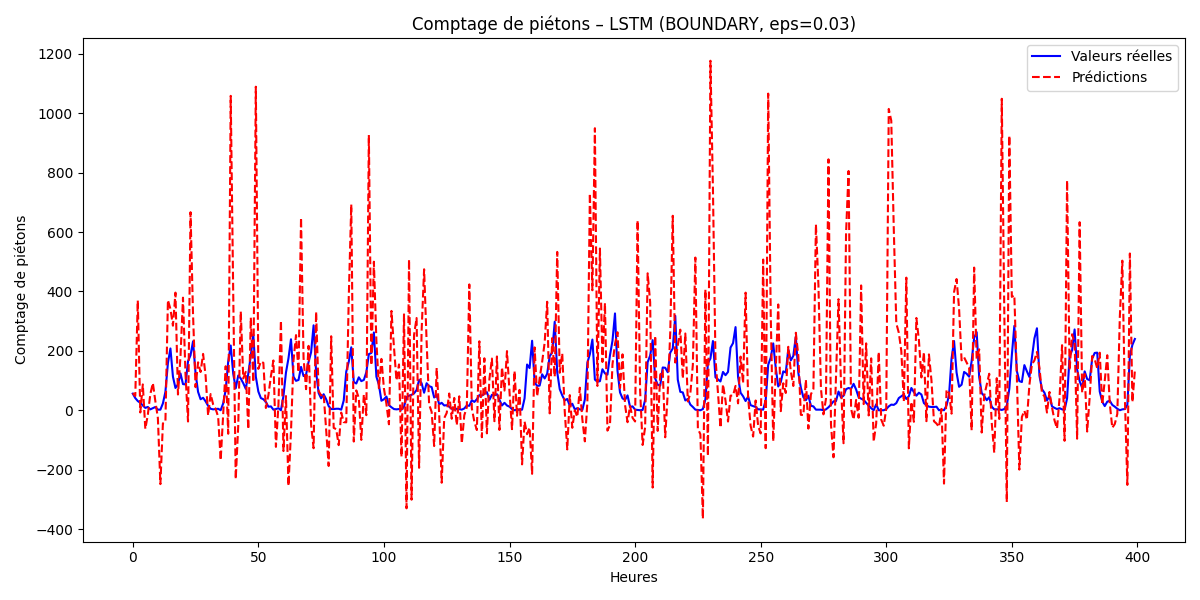 Comptage de piétons – LSTM (BOUNDARY, eps=0.03)
Valeurs réelles
Prédictions
Comptage de piétons
1200
1000
800
600
400
200
0
−200
−400
0 50 100 150 200 250 300 350 400
Heures